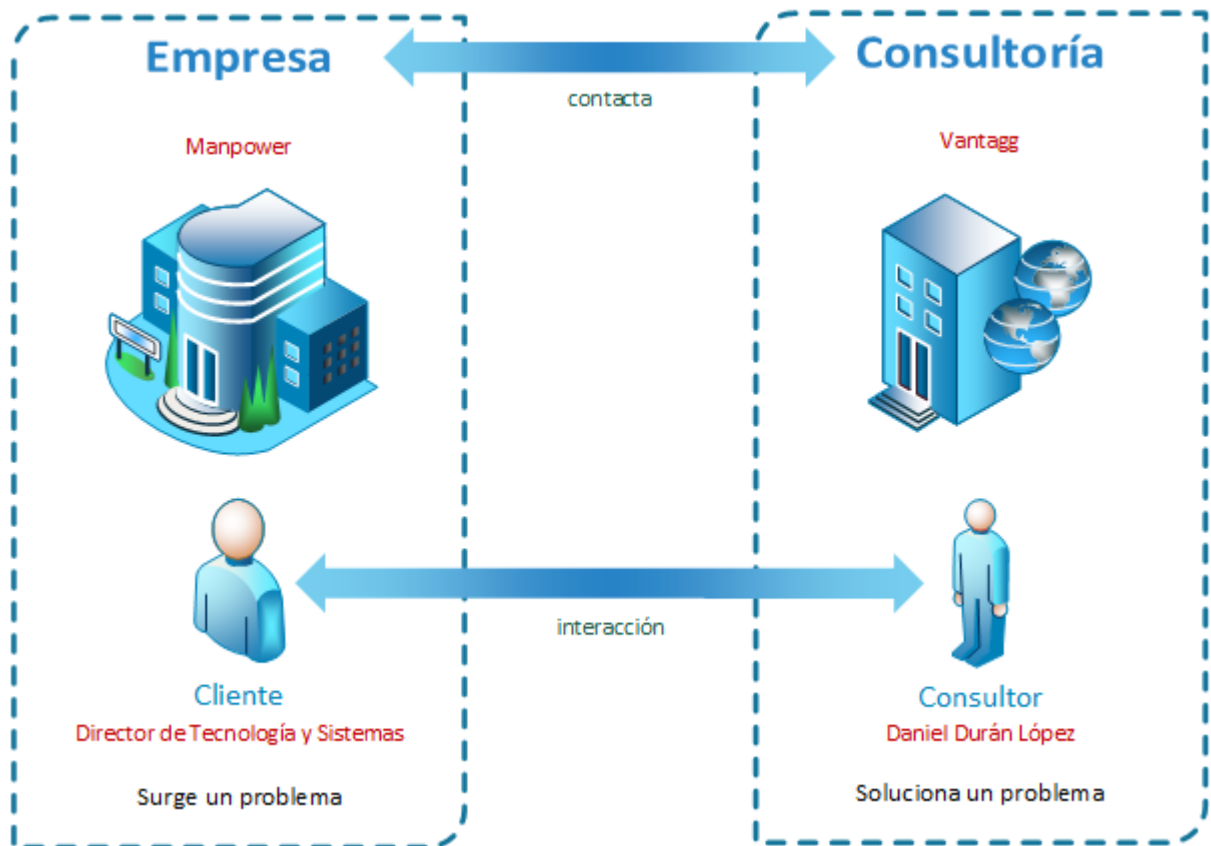 Empresa
Consultoría
contacta
Manpower
Vantagg
interacción
Cliente
Director de Tecnología y Sistemas
Surge un problema
Consultor
Daniel Durán López
Soluciona un problema